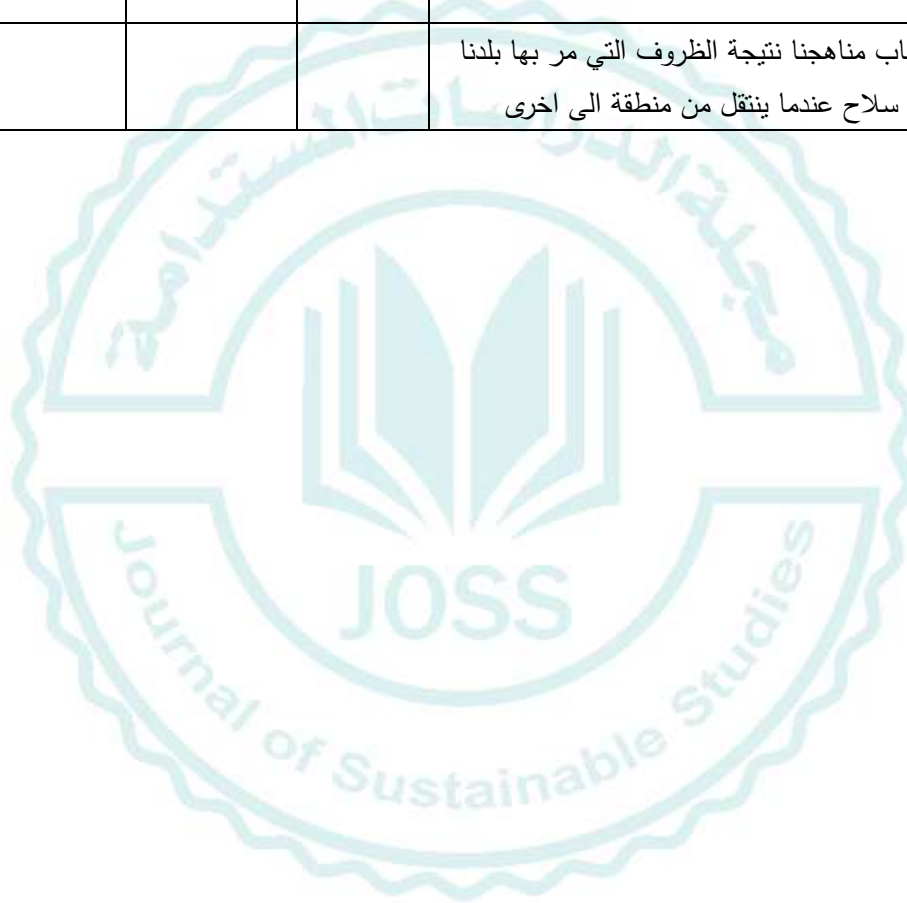 مناهجنا نتيجة الظروف التي مر بها بلدنا
سلاح عندما ينتقل من منطقة الى اخرى
مجلة الدراسات المستدامة
JOSS
Journal of Sustainable Studies